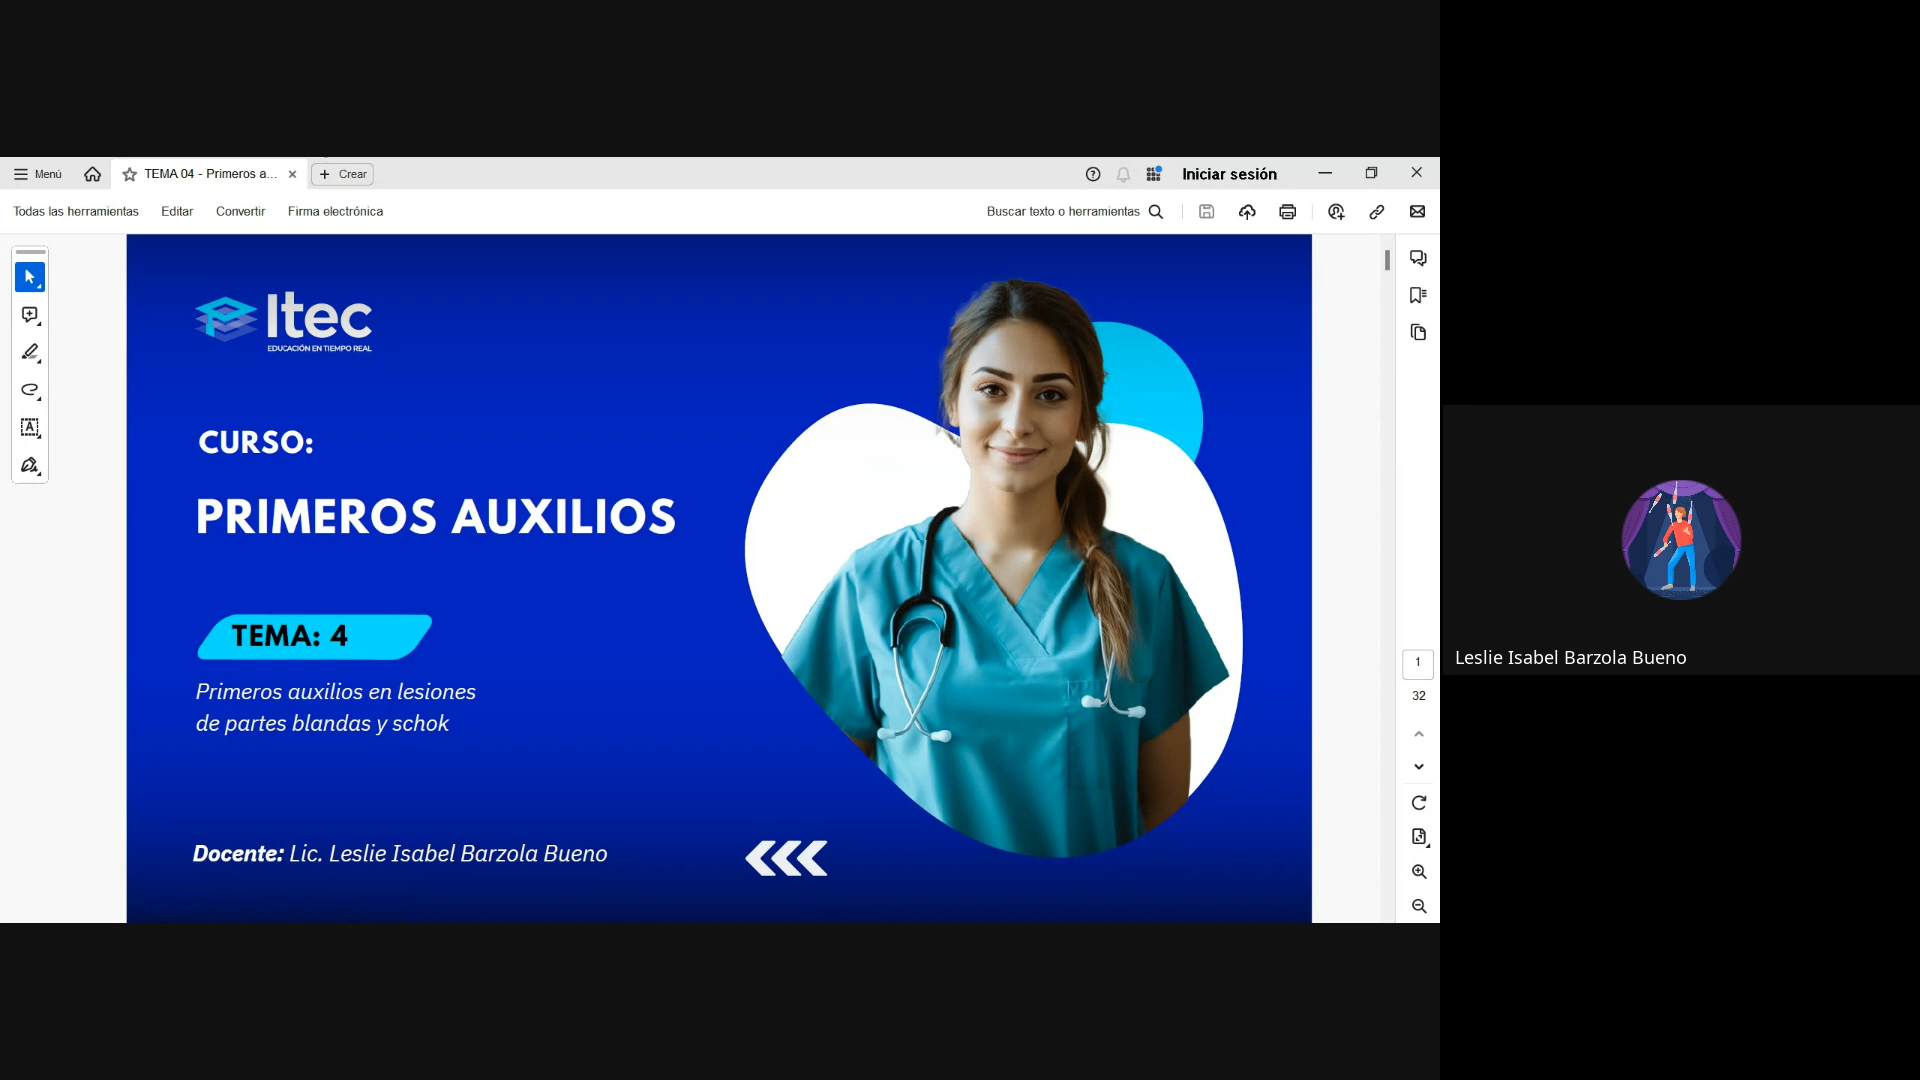 Menú
TEMA 04 - Primeros a...
Crear
Iniciar sesión
Todas las herramientas
Editar
Convertir
Firma electrónica
Buscar texto o herramientas
Itec
EDUCACIÓN EN TIEMPO REAL
CURSO:
PRIMEROS AUXILIOS
TEMA: 4
Primeros auxilios en lesiones
de partes blandas y schok
Docente: Lic. Leslie Isabel Barzola Bueno
1
32
Leslie Isabel Barzola Bueno